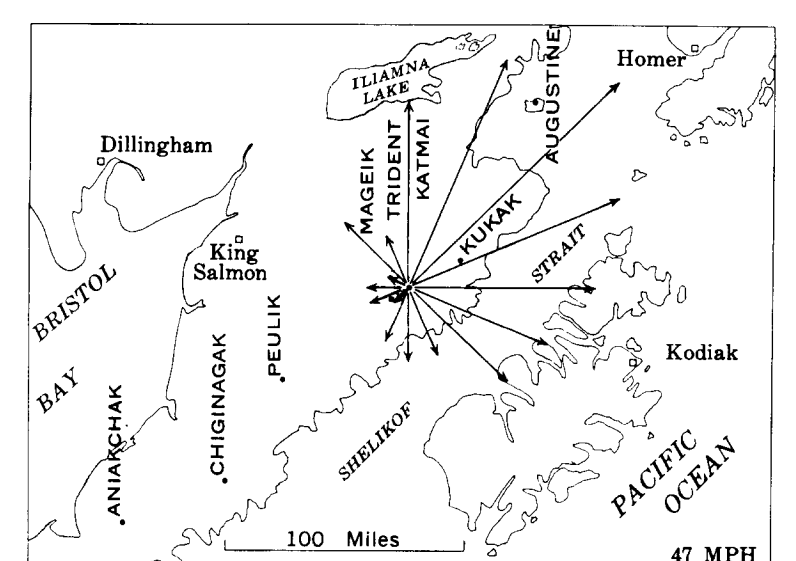 ILIAMNA
LAKE
AUGUSTINE
Homer
Dillingham
MAGEIK
TRIDENT
KATMAI
KUKAK
STRAIT
King
Salmon
BRISTOL
BAY
PEULIK
CHIGINAGAK
ANIAKCHAK
SHELIKOF
Kodiak
PACIFIC
OCEAN
100 Miles
47 MPH